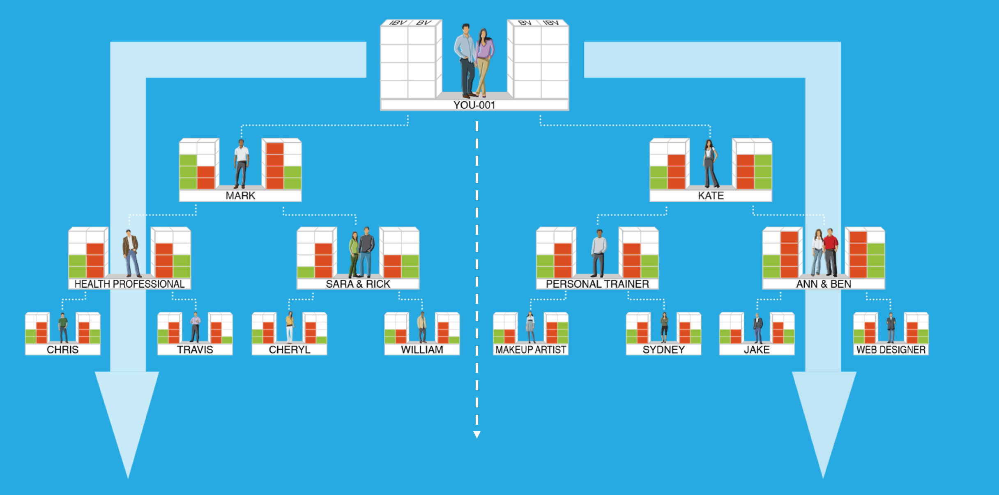 IBV BV
BV IBV
YOU-001
MARK
KATE
HEALTH PROFESSIONAL
SARA & RICK
PERSONAL TRAINER
ANN & BEN
CHRIS
TRAVIS
CHERYL
WILLIAM
MAKEUP ARTIST
SYDNEY
JAKE
WEB DESIGNER